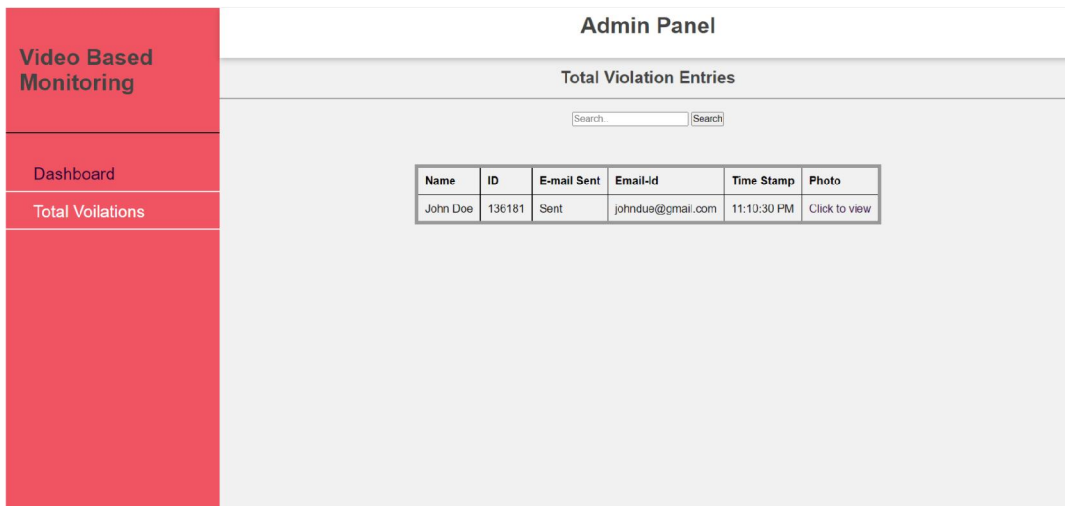 Video Based
Monitoring
Dashboard
Total Voilations
Admin Panel
Total Violation Entries
Search.. Search
Name ID E-mail Sent Email-Id Time Stamp Photo
John Doe 136181 Sent johndue@gmail.com 11:10:30 PM Click to view